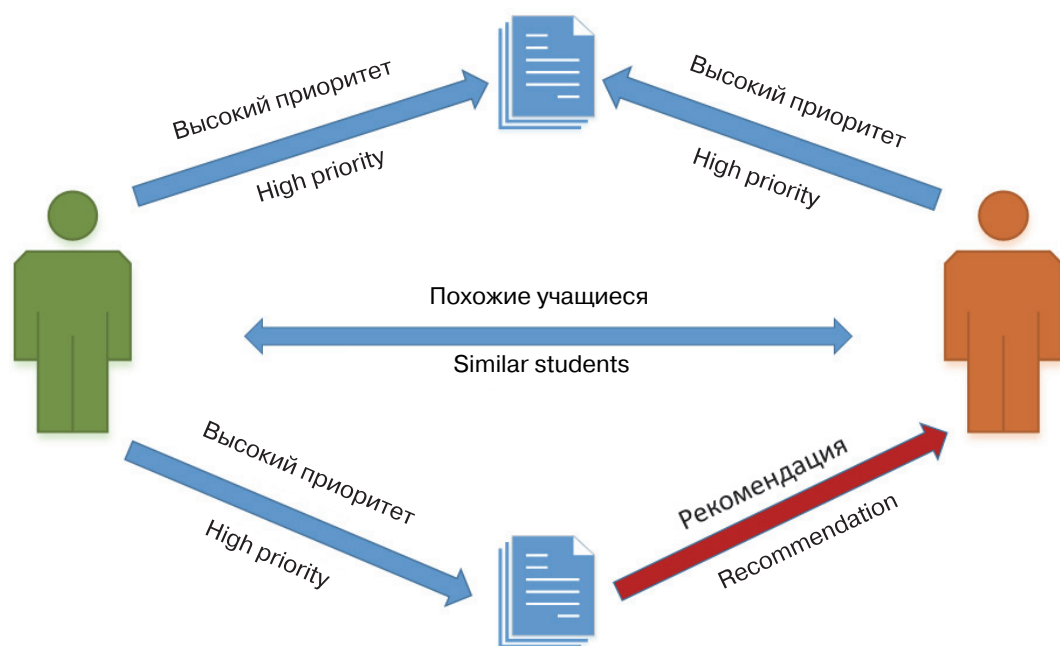 Высокий приоритет
High priority
Высокий приоритет
High priority
Похожие учащиеся
Similar students
Высокий приоритет
High priority
Рекомендация
Recommendation